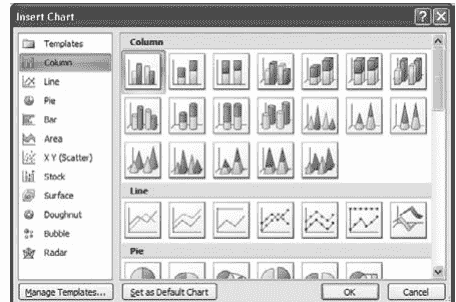 Insert Chart
Templates
Column
Line
Pie
Bar
Area
X Y (Scatter)
Stock
Surface
Doughnut
Bubble
Radar
Column
Line
Pie
Manage Templates...
Set as Default Chart
OK
Cancel